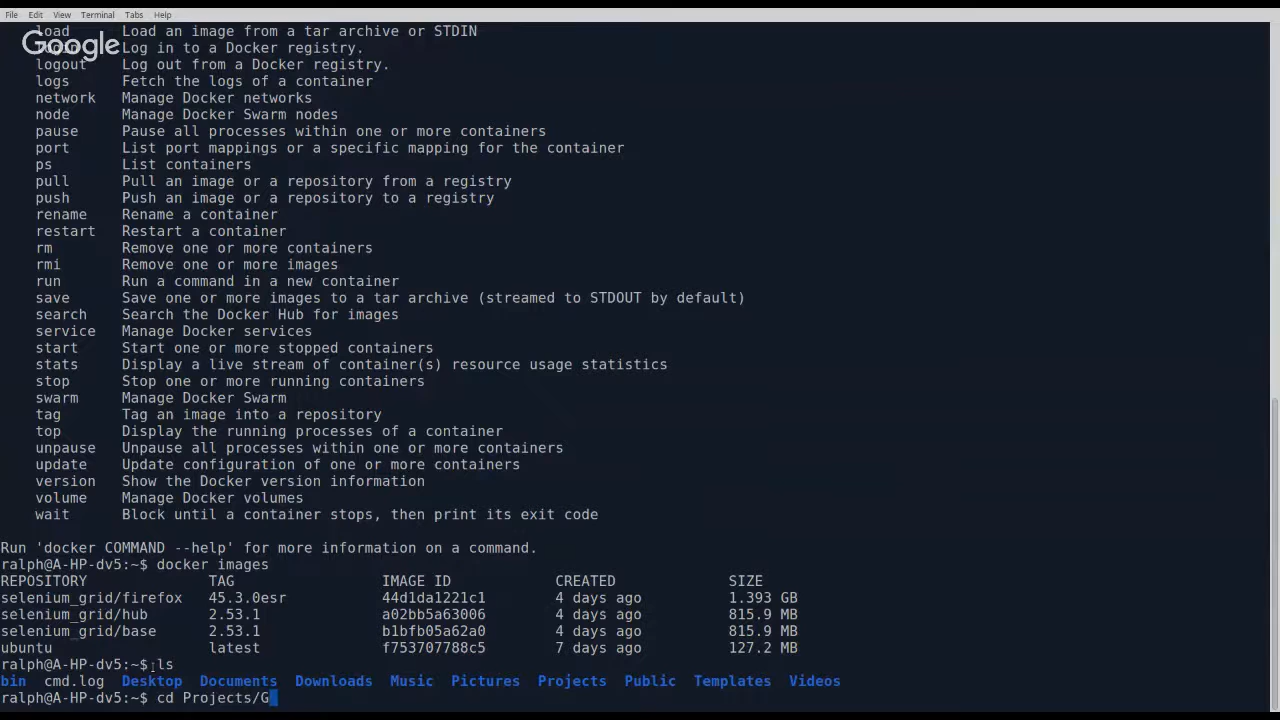 File Edit View Terminal Tabs Help
load Load an image from a tar archive or STDIN
Google
login Log in to a Docker registry.
logout Log out from a Docker registry.
logs Fetch the logs of a container
network Manage Docker networks
node Manage Docker Swarm nodes
pause Pause all processes within one or more containers
port List port mappings or a specific mapping for the container
ps List containers
pull Pull an image or a repository from a registry
push Push an image or a repository to a registry
rename Rename a container
restart Restart a container
rm Remove one or more containers
rmi Remove one or more images
run Run a command in a new container
save Save one or more images to a tar archive (streamed to STDOUT by default)
search Search the Docker Hub for images
service Manage Docker services
start Start one or more stopped containers
stats Display a live stream of container(s) resource usage statistics
stop Stop one or more running containers
swarm Manage Docker Swarm
tag Tag an image into a repository
top Display the running processes of a container
unpause Unpause all processes within one or more containers
update Update configuration of one or more containers
version Show the Docker version information
volume Manage Docker volumes
wait Block until a container stops, then print its exit code
Run 'docker COMMAND --help' for more information on a command.
ralph@A-HP-dv5:~$ docker images
REPOSITORY TAG IMAGE ID CREATED SIZE
selenium_grid/firefox 45.3.0esr 44d1da1221c1 4 days ago 1.393 GB
selenium_grid/hub 2.53.1 a02bb5a63006 4 days ago 815.9 MB
selenium_grid/base 2.53.1 b1bfb05a62a0 4 days ago 815.9 MB
ubuntu latest f753707788c5 7 days ago 127.2 MB
ralph@A-HP-dv5:~$ ls
bin cmd.log Desktop Documents Downloads Music Pictures Projects Public Templates Videos
ralph@A-HP-dv5:~$ cd Projects/G